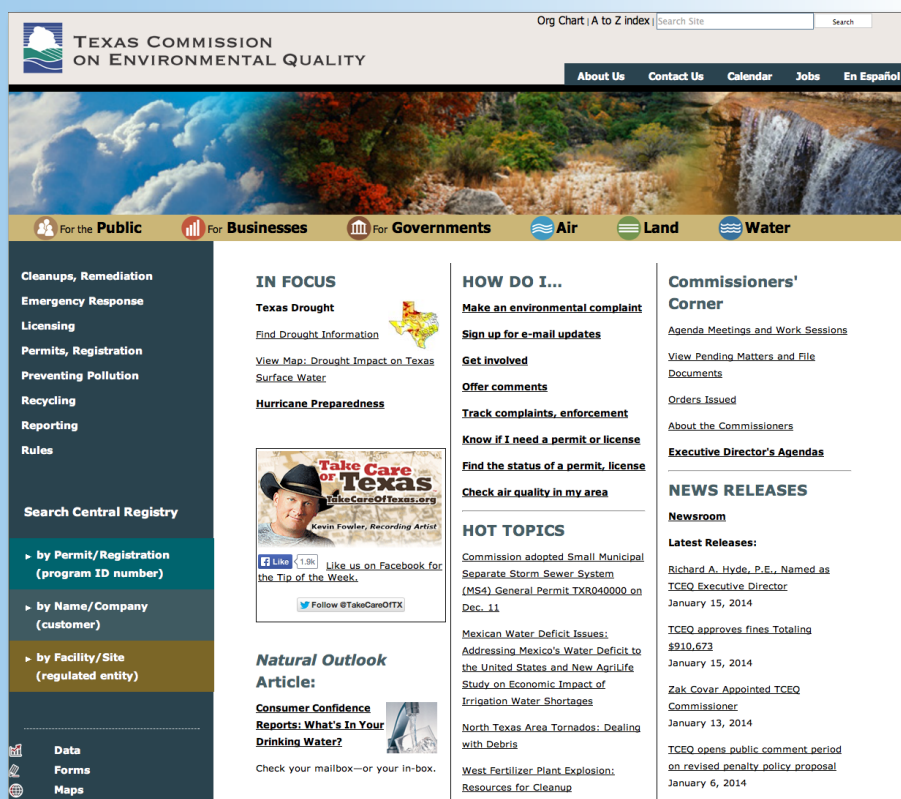 Org Chart | A to Z index | Search Site Search
TEXAS COMMISSION
ON ENVIRONMENTAL QUALITY
About Us Contact Us Calendar Jobs En Español
For the Public For Businesses For Governments Air Land Water
Cleanups, Remediation
Emergency Response
Licensing
Permits, Registration
Preventing Pollution
Recycling
Reporting
Rules
Search Central Registry
▸ by Permit/Registration
(program ID number)
▸ by Name/Company
(customer)
▸ by Facility/Site
(regulated entity)
Data
Forms
Maps
IN FOCUS
Texas Drought
Find Drought Information
View Map: Drought Impact on Texas
Surface Water
Hurricane Preparedness
Take Care
OF Texas
TakeCareOfTexas.org
Kevin Fowler, Recording Artist
Like 1.9k Like us on Facebook for
the Tip of the Week.
Follow @TakeCareOfTX
Natural Outlook
Article:
Consumer Confidence
Reports: What's In Your
Drinking Water?
Check your mailbox—or your in-box.
HOW DO I...
Make an environmental complaint
Sign up for e-mail updates
Get involved
Offer comments
Track complaints, enforcement
Know if I need a permit or license
Find the status of a permit, license
Check air quality in my area
HOT TOPICS
Commission adopted Small Municipal
Separate Storm Sewer System
(MS4) General Permit TXR040000 on
Dec. 11
Mexican Water Deficit Issues:
Addressing Mexico's Water Deficit to
the United States and New AgriLife
Study on Economic Impact of
Irrigation Water Shortages
North Texas Area Tornados: Dealing
with Debris
West Fertilizer Plant Explosion:
Resources for Cleanup
Commissioners'
Corner
Agenda Meetings and Work Sessions
View Pending Matters and File
Documents
Orders Issued
About the Commissioners
Executive Director's Agendas
NEWS RELEASES
Newsroom
Latest Releases:
Richard A. Hyde, P.E., Named as
TCEQ Executive Director
January 15, 2014
TCEQ approves fines Totaling
$910,673
January 15, 2014
Zak Covar Appointed TCEQ
Commissioner
January 13, 2014
TCEQ opens public comment period
on revised penalty policy proposal
January 6, 2014